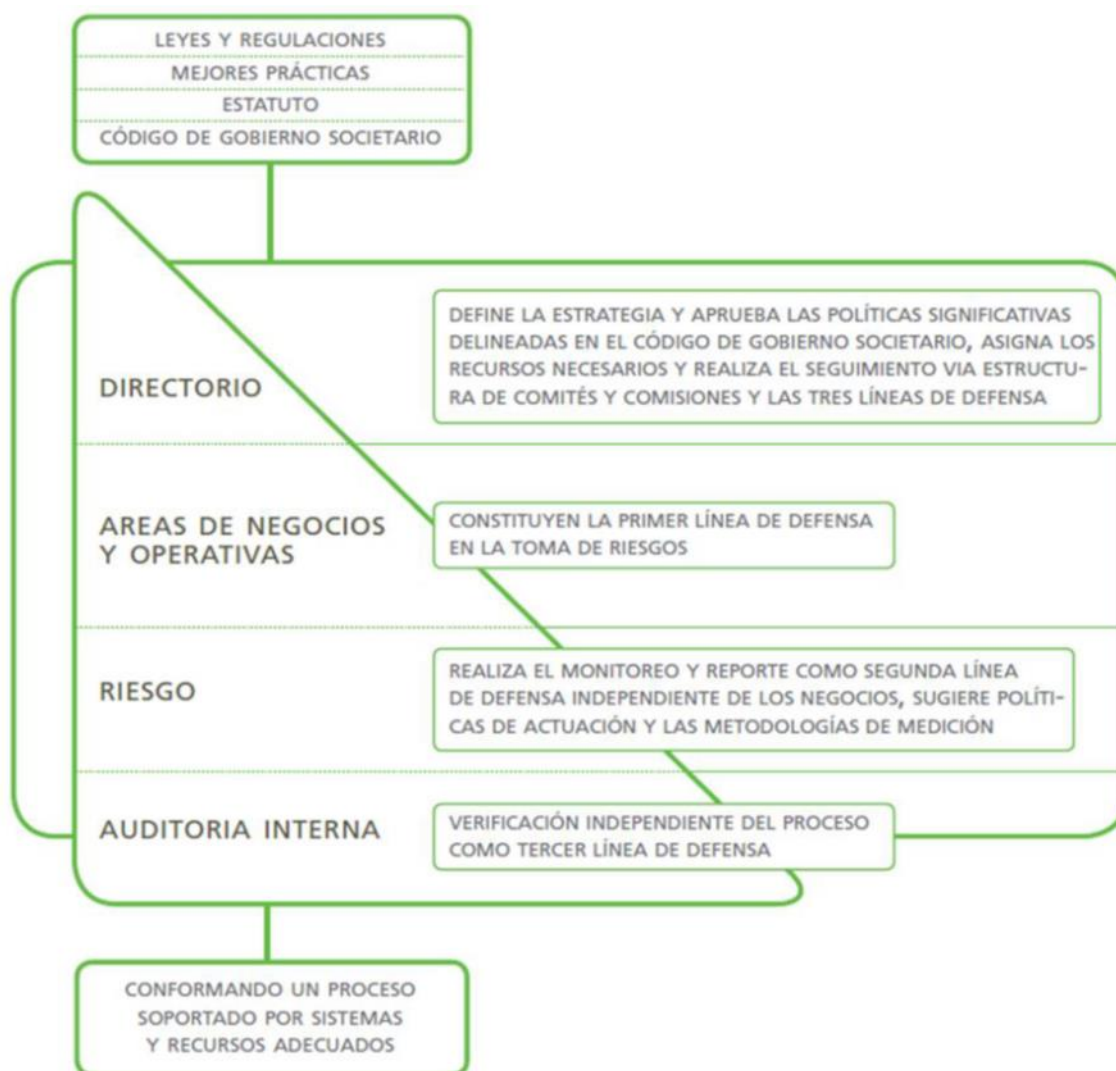 LEYES Y REGULACIONES
MEJORES PRÁCTICAS
ESTATUTO
CÓDIGO DE GOBIERNO SOCIETARIO
DIRECTORIO
DEFINE LA ESTRATEGIA Y APRUEBA LAS POLÍTICAS SIGNIFICATIVAS
DELINEADAS EN EL CÓDIGO DE GOBIERNO SOCIETARIO, ASIGNA LOS
RECURSOS NECESARIOS Y REALIZA EL SEGUIMIENTO VIA ESTRUCTU-
RA DE COMITÉS Y COMISIONES Y LAS TRES LÍNEAS DE DEFENSA
AREAS DE NEGOCIOS
Y OPERATIVAS
CONSTITUYEN LA PRIMER LÍNEA DE DEFENSA
EN LA TOMA DE RIESGOS
RIESGO
REALIZA EL MONITOREO Y REPORTE COMO SEGUNDA LÍNEA
DE DEFENSA INDEPENDIENTE DE LOS NEGOCIOS, SUGIERE POLÍTI-
CAS DE ACTUACIÓN Y LAS METODOLOGÍAS DE MEDICIÓN
AUDITORIA INTERNA
VERIFICACIÓN INDEPENDIENTE DEL PROCESO
COMO TERCER LÍNEA DE DEFENSA
CONFORMANDO UN PROCESO
SOPORTADO POR SISTEMAS
Y RECURSOS ADECUADOS